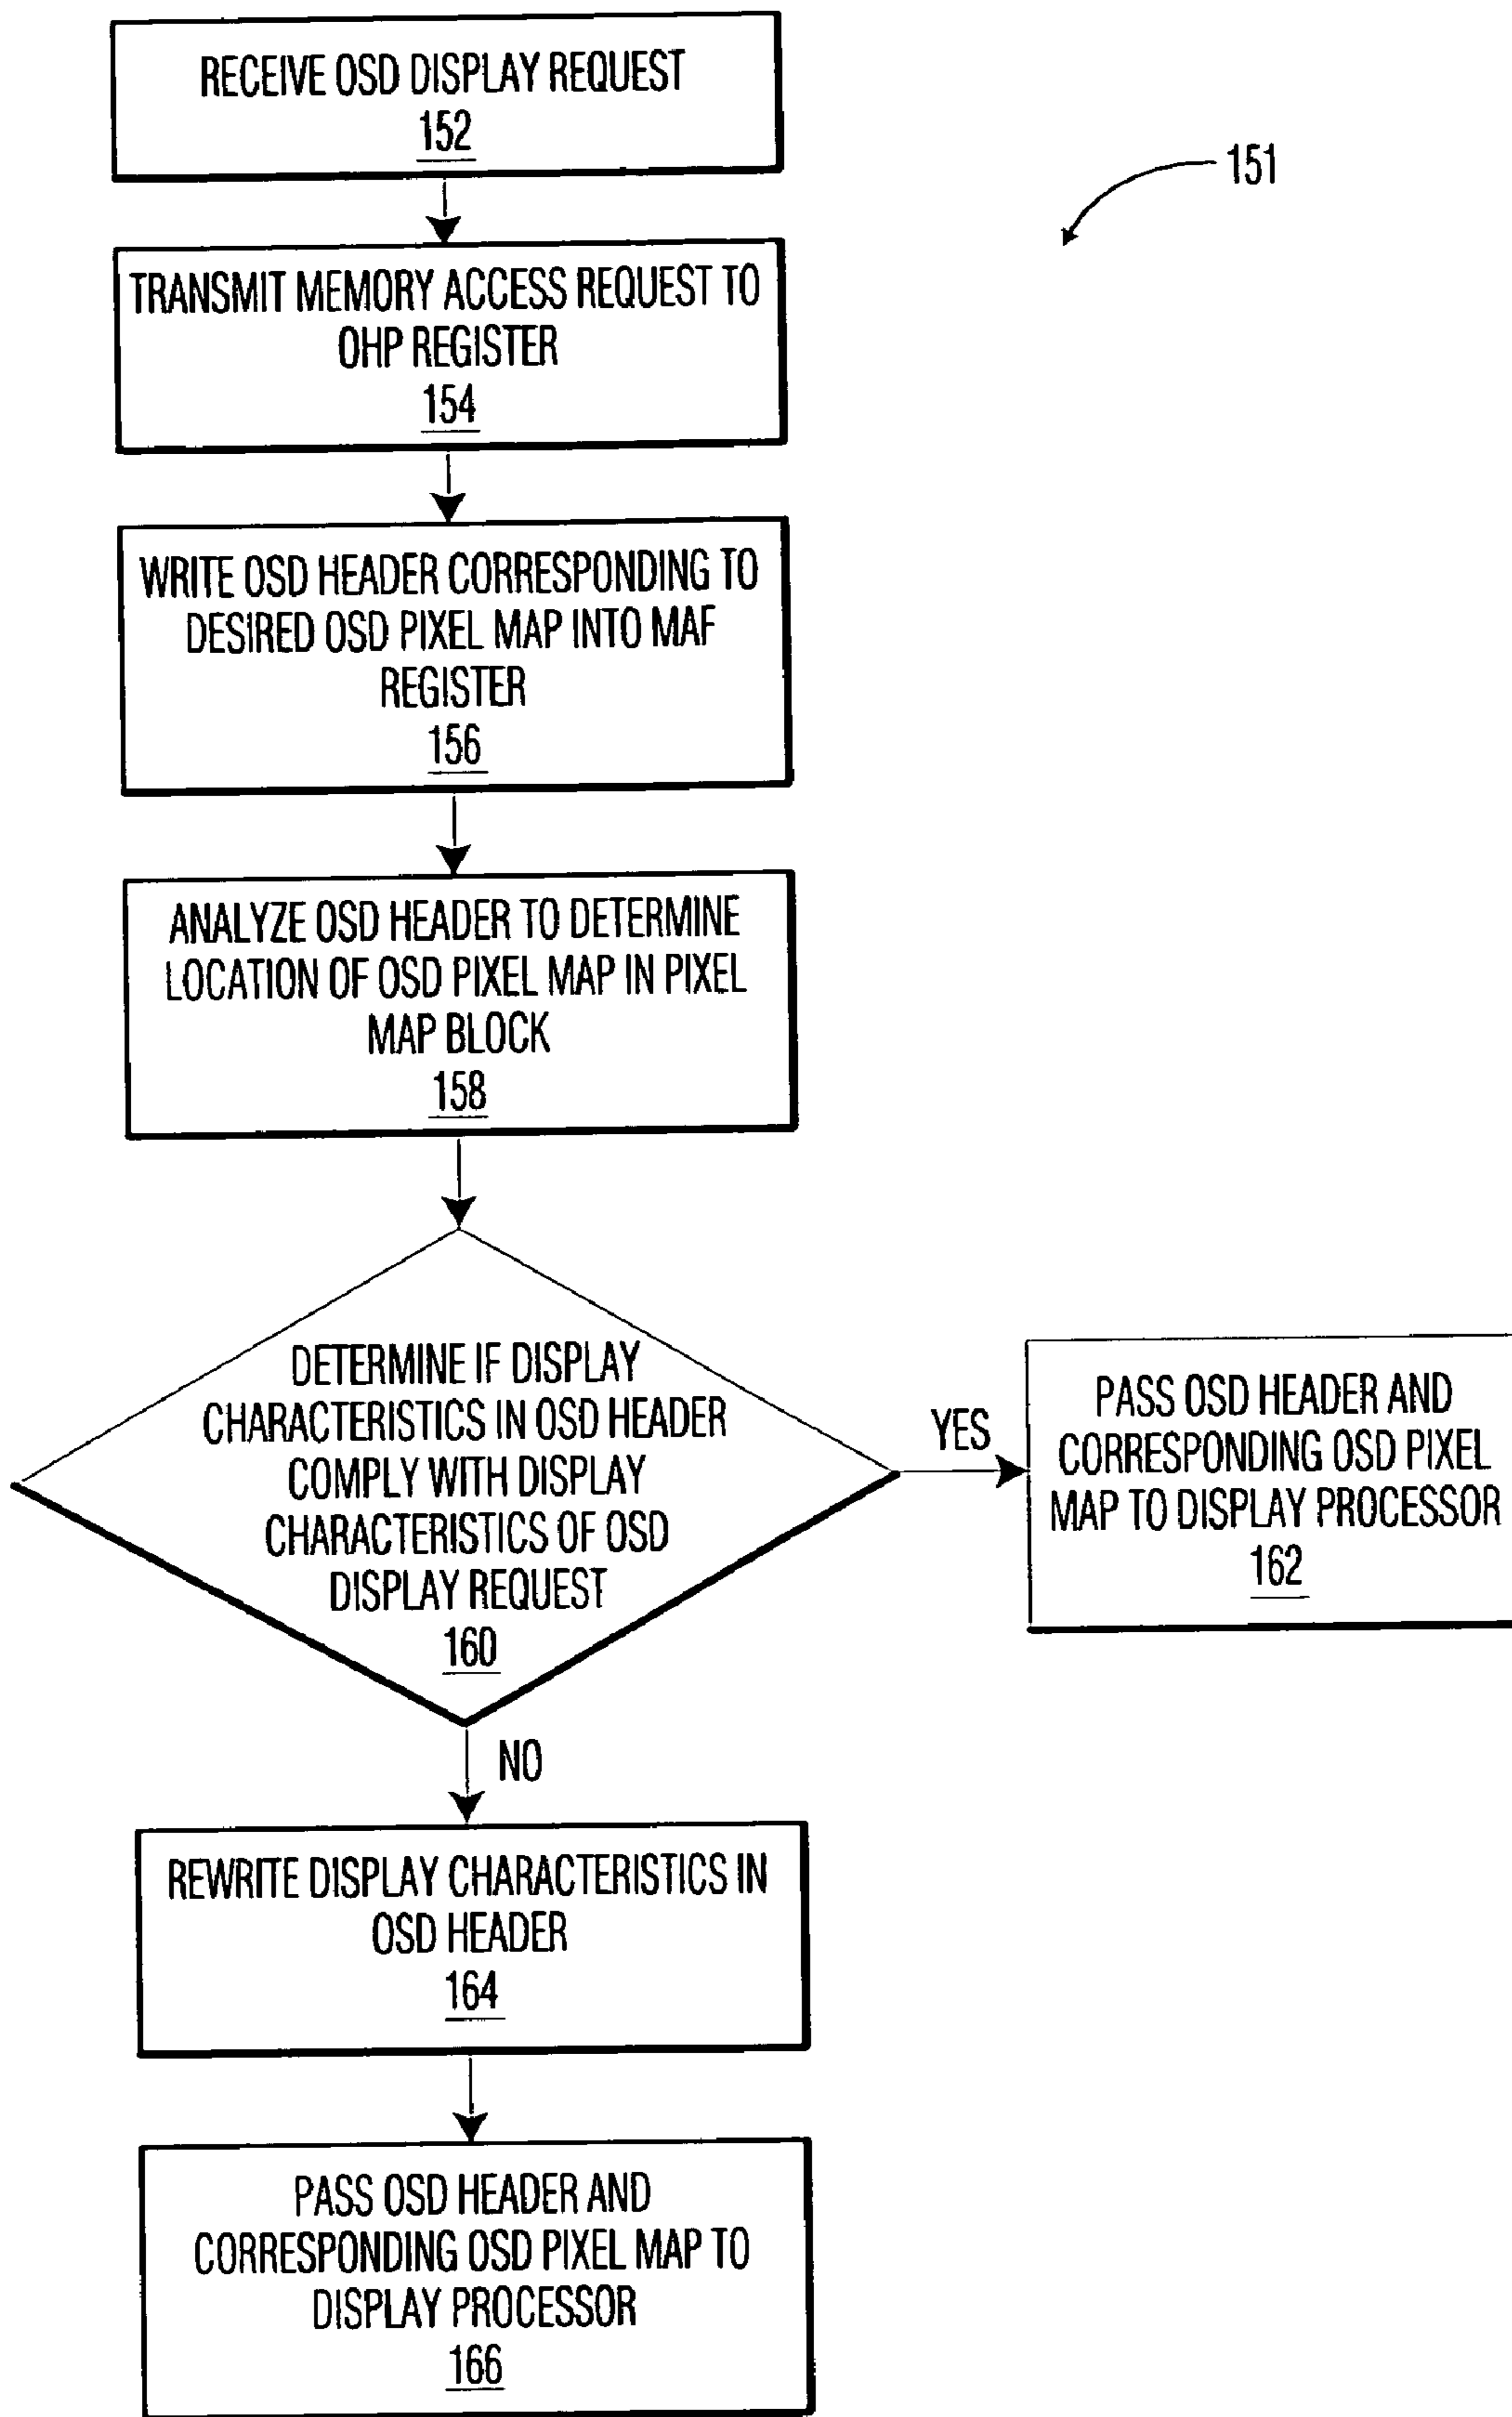 RECEIVE OSD DISPLAY REQUEST
152
151
TRANSMIT MEMORY ACCESS REQUEST TO
OHP REGISTER
154
WRITE OSD HEADER CORRESPONDING TO
DESIRED OSD PIXEL MAP INTO MAF
REGISTER
156
ANALYZE OSD HEADER TO DETERMINE
LOCATION OF OSD PIXEL MAP IN PIXEL
MAP BLOCK
158
DETERMINE IF DISPLAY
CHARACTERISTICS IN OSD HEADER
COMPLY WITH DISPLAY
CHARACTERISTICS OF OSD
DISPLAY REQUEST
160
YES
PASS OSD HEADER AND
CORRESPONDING OSD PIXEL
MAP TO DISPLAY PROCESSOR
162
NO
REWRITE DISPLAY CHARACTERISTICS IN
OSD HEADER
164
PASS OSD HEADER AND
CORRESPONDING OSD PIXEL MAP TO
DISPLAY PROCESSOR
166